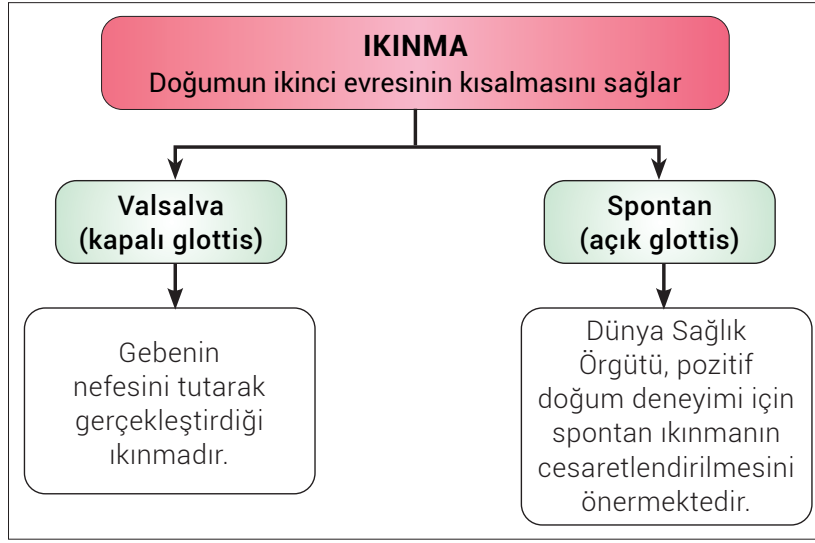 IKINMA
Doğumun ikinci evresinin kısalmasını sağlar
Valsalva
(kapalı glottis)
Spontan
(açık glottis)
Gebenin
nefesini tutarak
gerçekleştirdiği
ıkınmadır.
Dünya Sağlık
Örgütü, pozitif
doğum deneyimi için
spontan ıkınmanın
cesaretlendirilmesini
önermektedir.